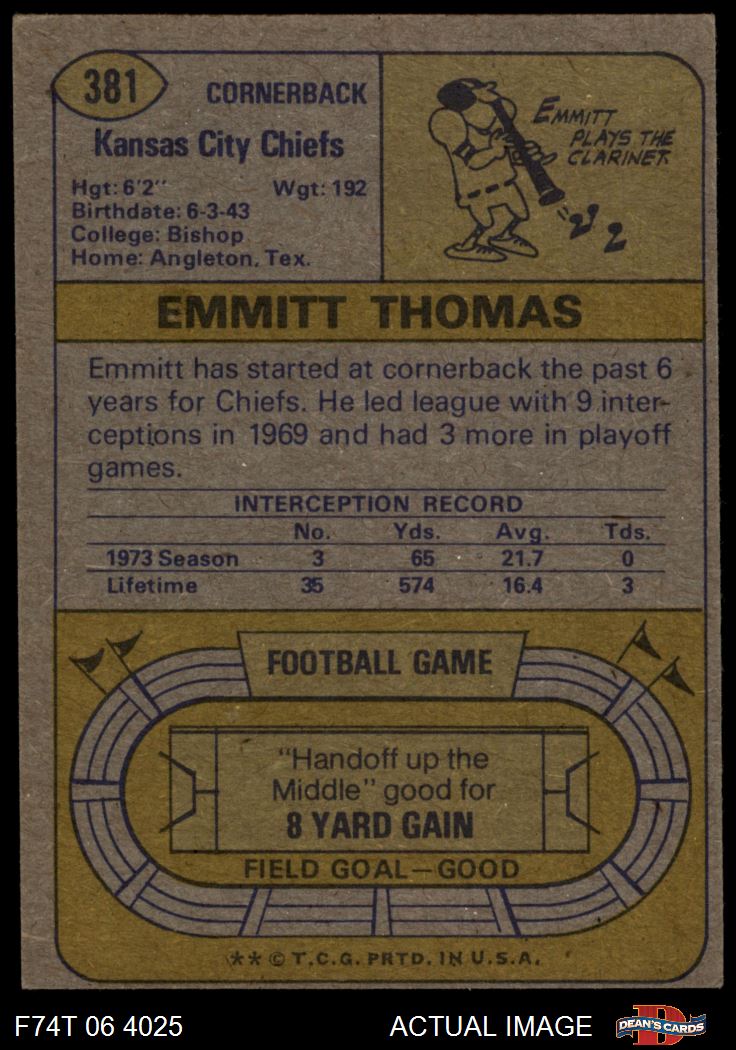 381
CORNERBACK
Kansas City Chiefs
Hgt: 6'2" Wgt: 192
Birthdate: 6-3-43
College: Bishop
Home: Angleton, Tex.
EMMITT
PLAYS THE
CLARINET.
EMMITT THOMAS
Emmitt has started at cornerback the past 6
years for Chiefs. He led league with 9 inter-
ceptions in 1969 and had 3 more in playoff
games.
INTERCEPTION RECORD
No. Yds. Avg. Tds.
1973 Season 3 65 21.7 0
Lifetime 35 574 16.4 3
FOOTBALL GAME
"Handoff up the
Middle" good for
8 YARD GAIN
FIELD GOAL—GOOD
** © T.C.G. PRTD. IN U.S.A.
F74T 06 4025 ACTUAL IMAGE D DEAN'S CARDS